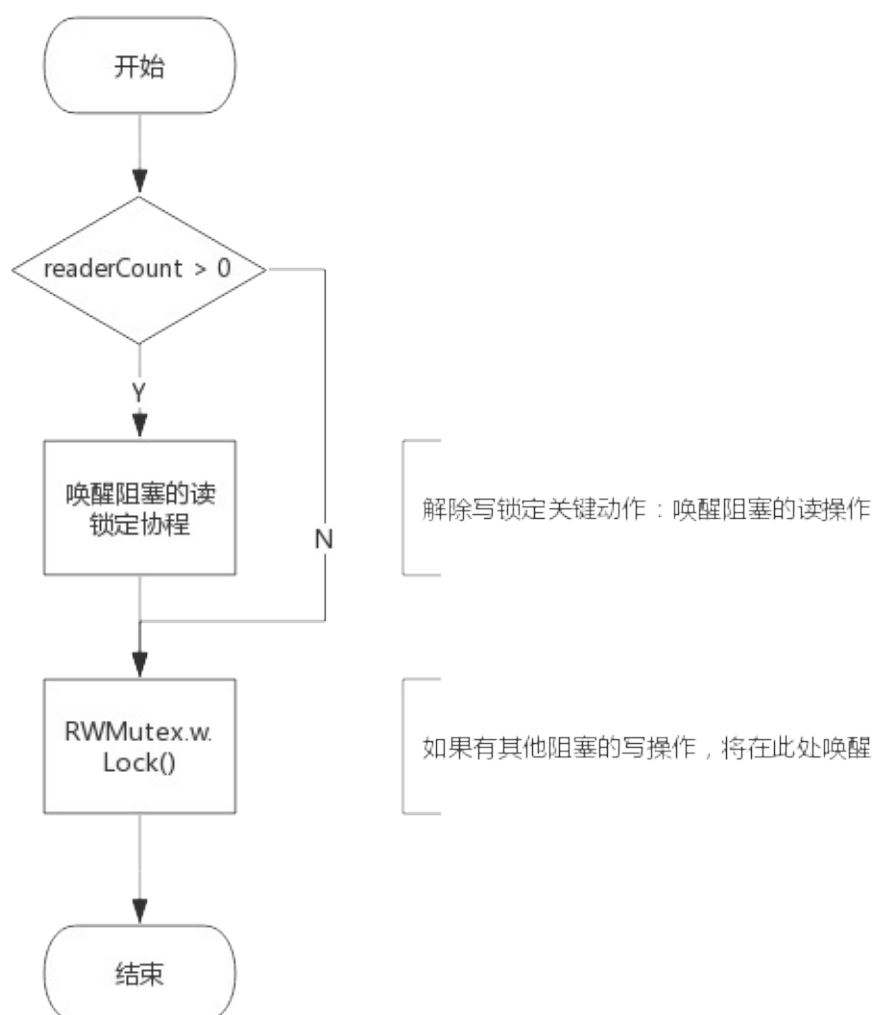 开始
readerCount > 0
Y
唤醒阻塞的读
锁定协程
解除写锁定关键动作：唤醒阻塞的读操作
N
RWMutex.w.
Lock()
如果有其他阻塞的写操作，将在此处唤醒
结束